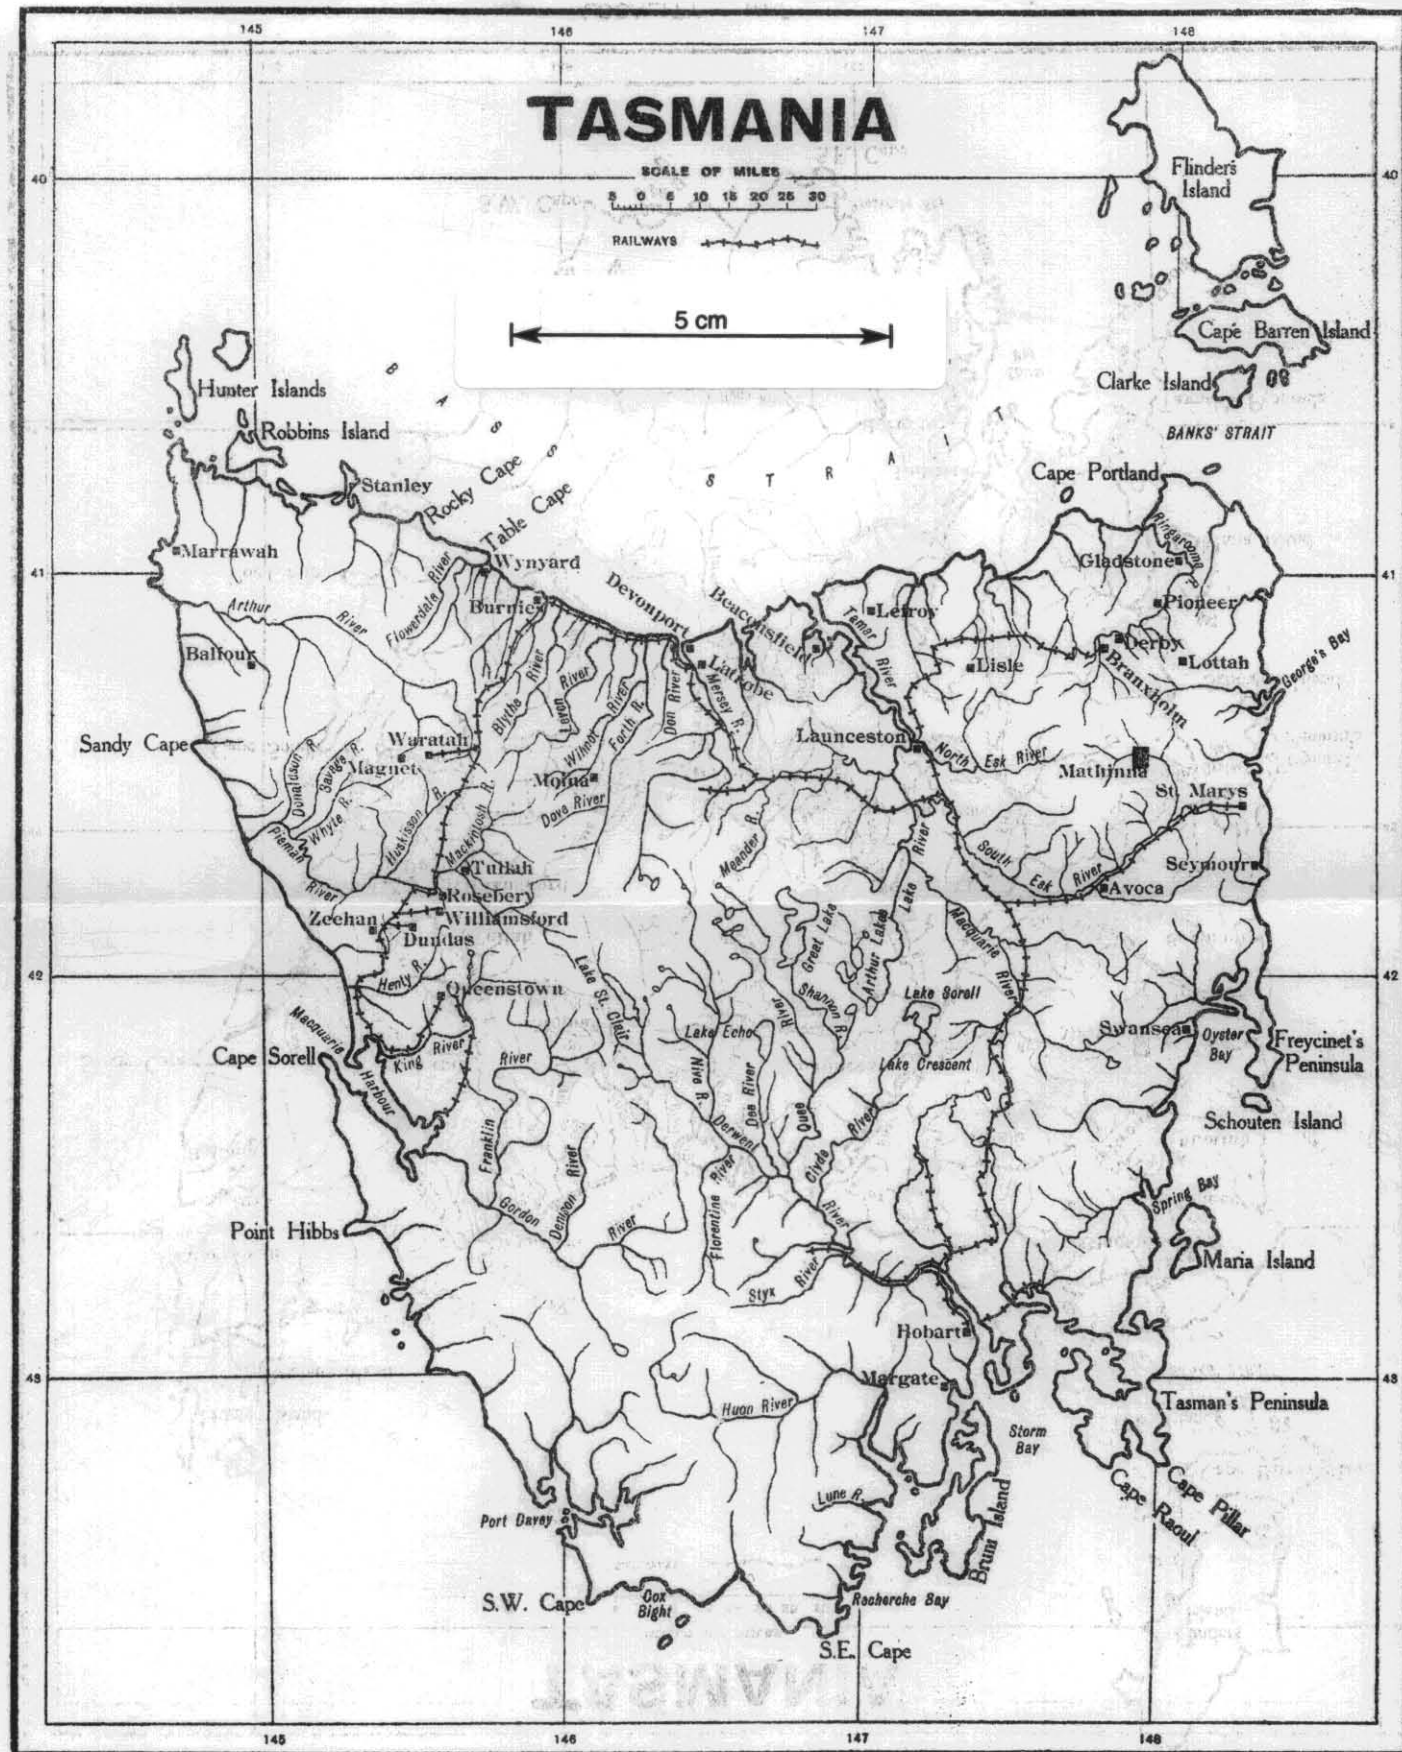 145 146 147 148
TASMANIA
SCALE OF MILES
5 0 5 10 15 20 25 30
RAILWAYS
5 cm
40 40
Flinders
Island
Cape Barren Island
Clarke Island
BANKS' STRAIT
Hunter Islands
Robbins Island
BASS STRAIT
Stanley
Rocky Cape
Table Cape
Cape Portland
Marrawah
Wynyard
Ringarooma R.
Gladstone
41 41
Flowerdale River
Burnie
Devonport
Beaconsfield
Tamar River
Lefroy
Pioneer
Arthur River
Balfour
Derby
Branxholm
Lottah
George's Bay
Lisle
Latrobe
Mersey R.
Don River
Blythe River
Leven River
Wilmot River
Forth R.
Sandy Cape
Waratah
Magnet
Launceston
North Esk River
Mathinna
Donaldson R.
Savage R.
Whyte R.
Moina
Dove River
St. Marys
Pieman River
Huskisson R.
Mackintosh R.
Meander R.
Lake River
South Esk River
Seymour
Tullah
Rosebery
Williamsford
Zeehan
Dundas
Avoca
Great Lake
Arthur Lakes
Macquarie River
42 42
Henty R.
Queenstown
Lake St. Clair
Shannon R.
Lake Sorell
Lake Echo
Lake Crescent
Swansea
Oyster
Bay
Freycinet's
Peninsula
Macquarie Harbour
Cape Sorell
King River
Franklin River
Nive R.
Dee River
Ouse River
Clyde River
Derwent River
Schouten Island
Gordon River
Denison River
Florentine River
Spring Bay
Point Hibbs
Maria Island
Styx River
Hobart
43 43
Margate
Huon River
Tasman's Peninsula
Storm
Bay
Cape Pillar
Cape Raoul
Lune R.
Port Davey
Bruni Island
S.W. Cape
Cox
Bight
Recherche Bay
S.E. Cape
145 146 147 148